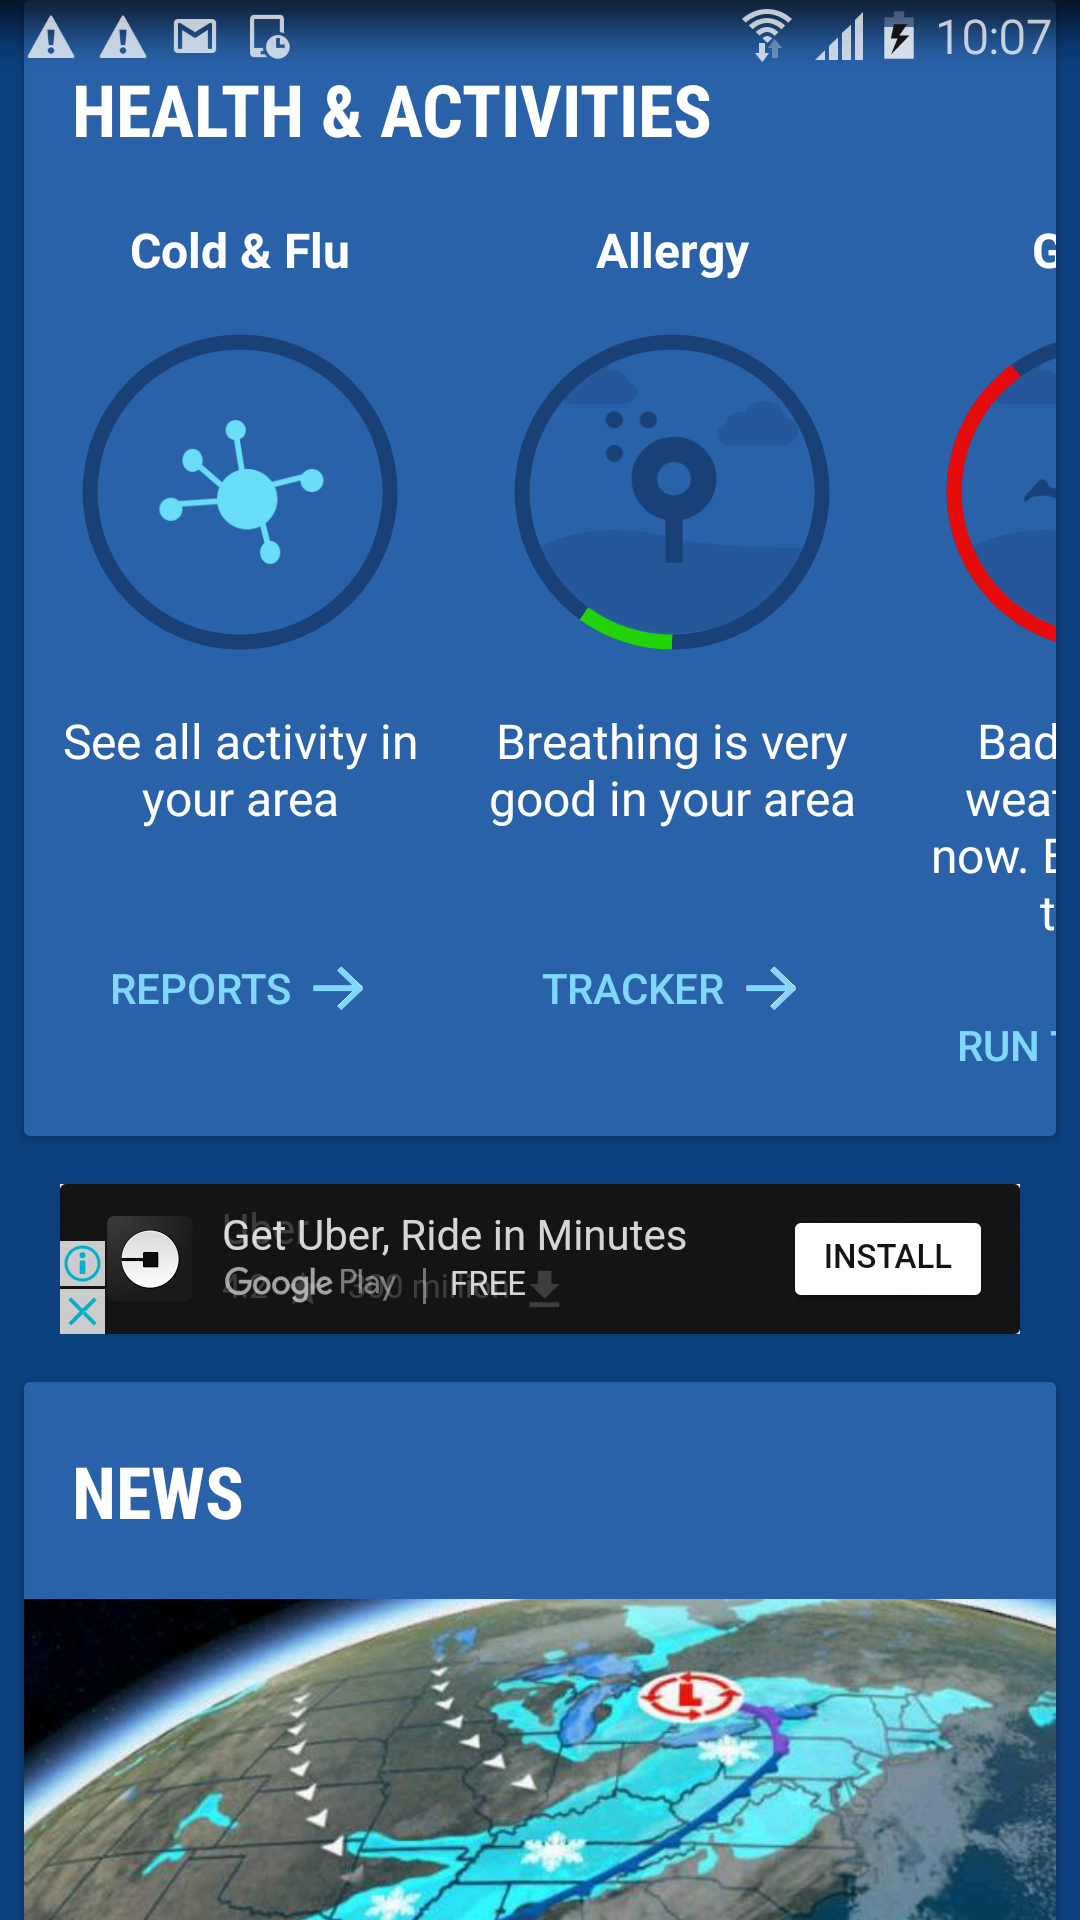 10:07
HEALTH & ACTIVITIES
Cold & Flu
Allergy
G
See all activity in
your area
Breathing is very
good in your area
Bad
now.
REPORTS
TRACKER
RUN
Uber
Get Uber, Ride in Minutes
Google Play | FREE
INSTALL
NEWS
L